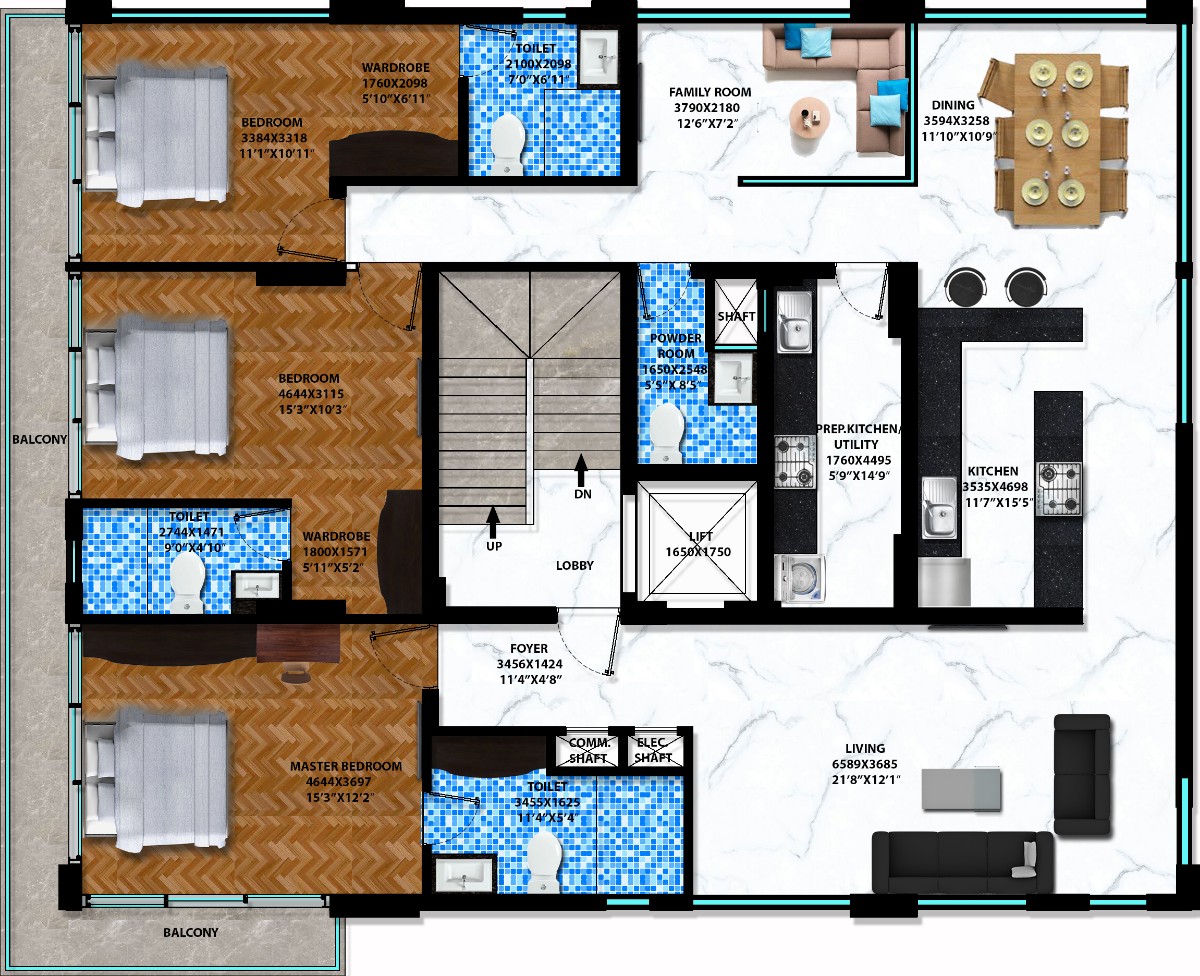 TOILET
2100X2098
7'0"X6'11"
WARDROBE
1760X2098
5'10"X6'11"
BEDROOM
3384X3318
11'1"X10'11"
FAMILY ROOM
3790X2180
12'6"X7'2"
DINING
3594X3258
11'10"X10'9"
SHAFT
POWDER
ROOM
1650X2548
5'5"X 8'5"
BEDROOM
4644X3115
15'3"X10'3"
BALCONY
PREP.KITCHEN/
UTILITY
1760X4495
5'9"X14'9"
KITCHEN
3535X4698
11'7"X15'5"
DN
UP
TOILET
2744X1471
9'0"X4'10"
WARDROBE
1800X1571
5'11"X5'2"
LIFT
1650X1750
LOBBY
FOYER
3456X1424
11'4"X4'8"
COMM.
SHAFT
ELEC.
SHAFT
LIVING
6589X3685
21'8"X12'1"
MASTER BEDROOM
4644X3697
15'3"X12'2"
TOILET
3455X1625
11'4"X5'4"
BALCONY